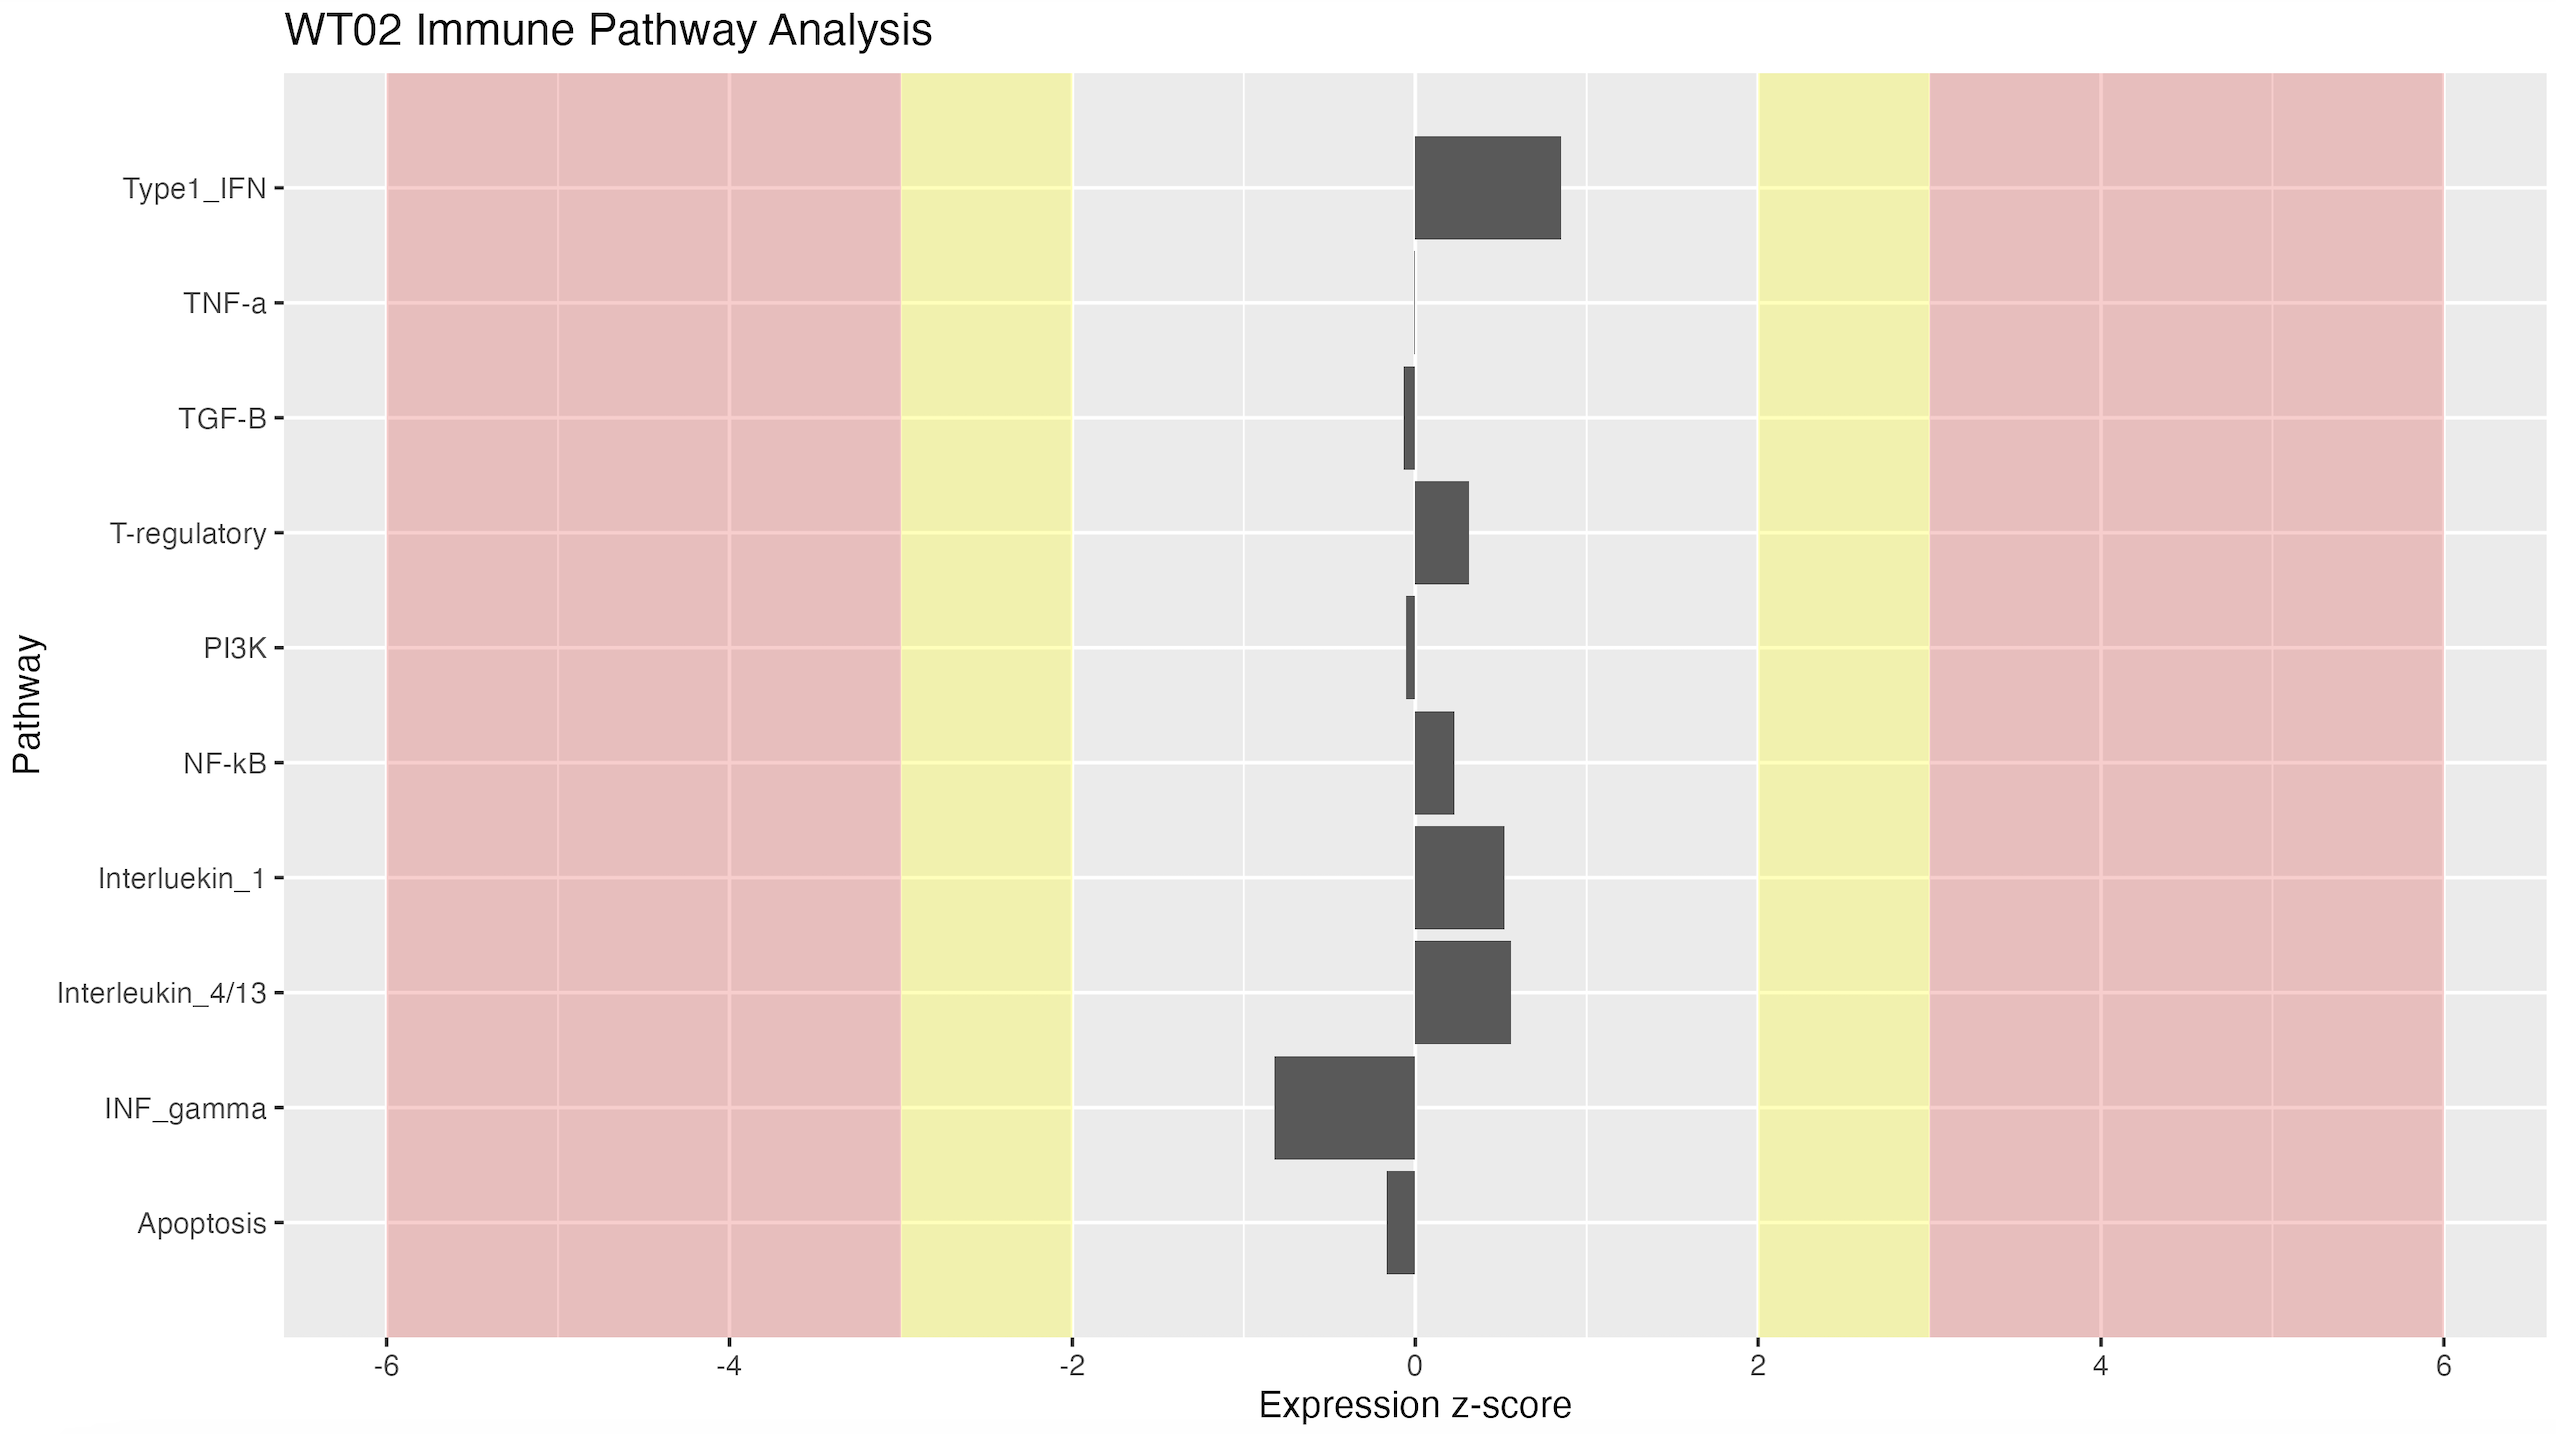 WT02 Immune Pathway Analysis
Type1_IFN
TNF-a
TGF-B
T-regulatory
PI3K
NF-kB
Interluekin_1
Interleukin_4/13
INF_gamma
Apoptosis
Pathway
-6 -4 -2 0 2 4 6
Expression z-score